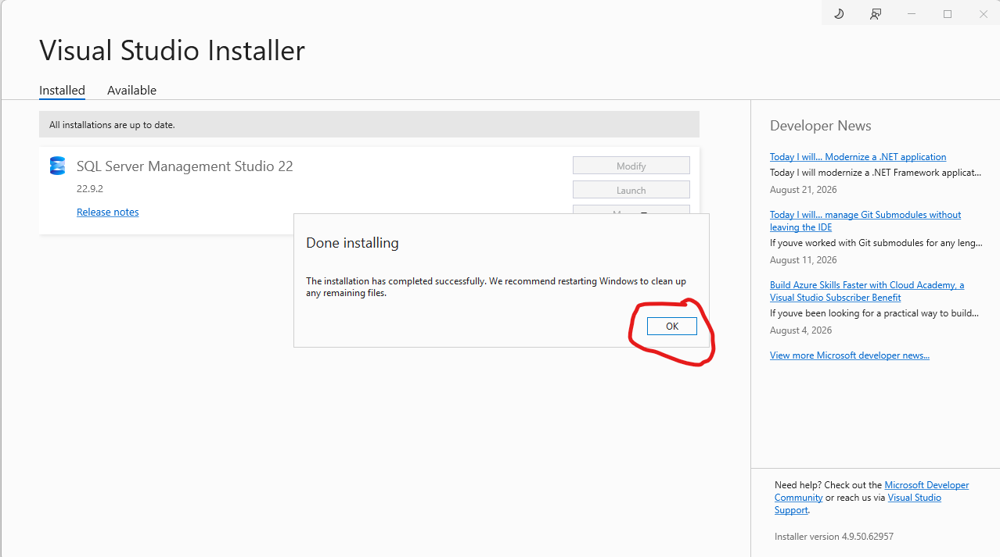 Visual Studio Installer
Installed
Available
All installations are up to date.
SQL Server Management Studio 22
22.9.2
Release notes
Modify
Launch
Done installing
The installation has completed successfully. We recommend restarting Windows to clean up
any remaining files.
OK
Developer News
Today I will... Modernize a .NET application
Today I will modernize a .NET Framework applicat...
August 21, 2026
Today I will... manage Git Submodules without
leaving the IDE
If youve worked with Git submodules for any leng...
August 11, 2026
Build Azure Skills Faster with Cloud Academy, a
Visual Studio Subscriber Benefit
If youve been looking for a practical way to build...
August 4, 2026
View more Microsoft developer news...
Need help? Check out the Microsoft Developer
Community or reach us via Visual Studio
Support.
Installer version 4.9.50.62957